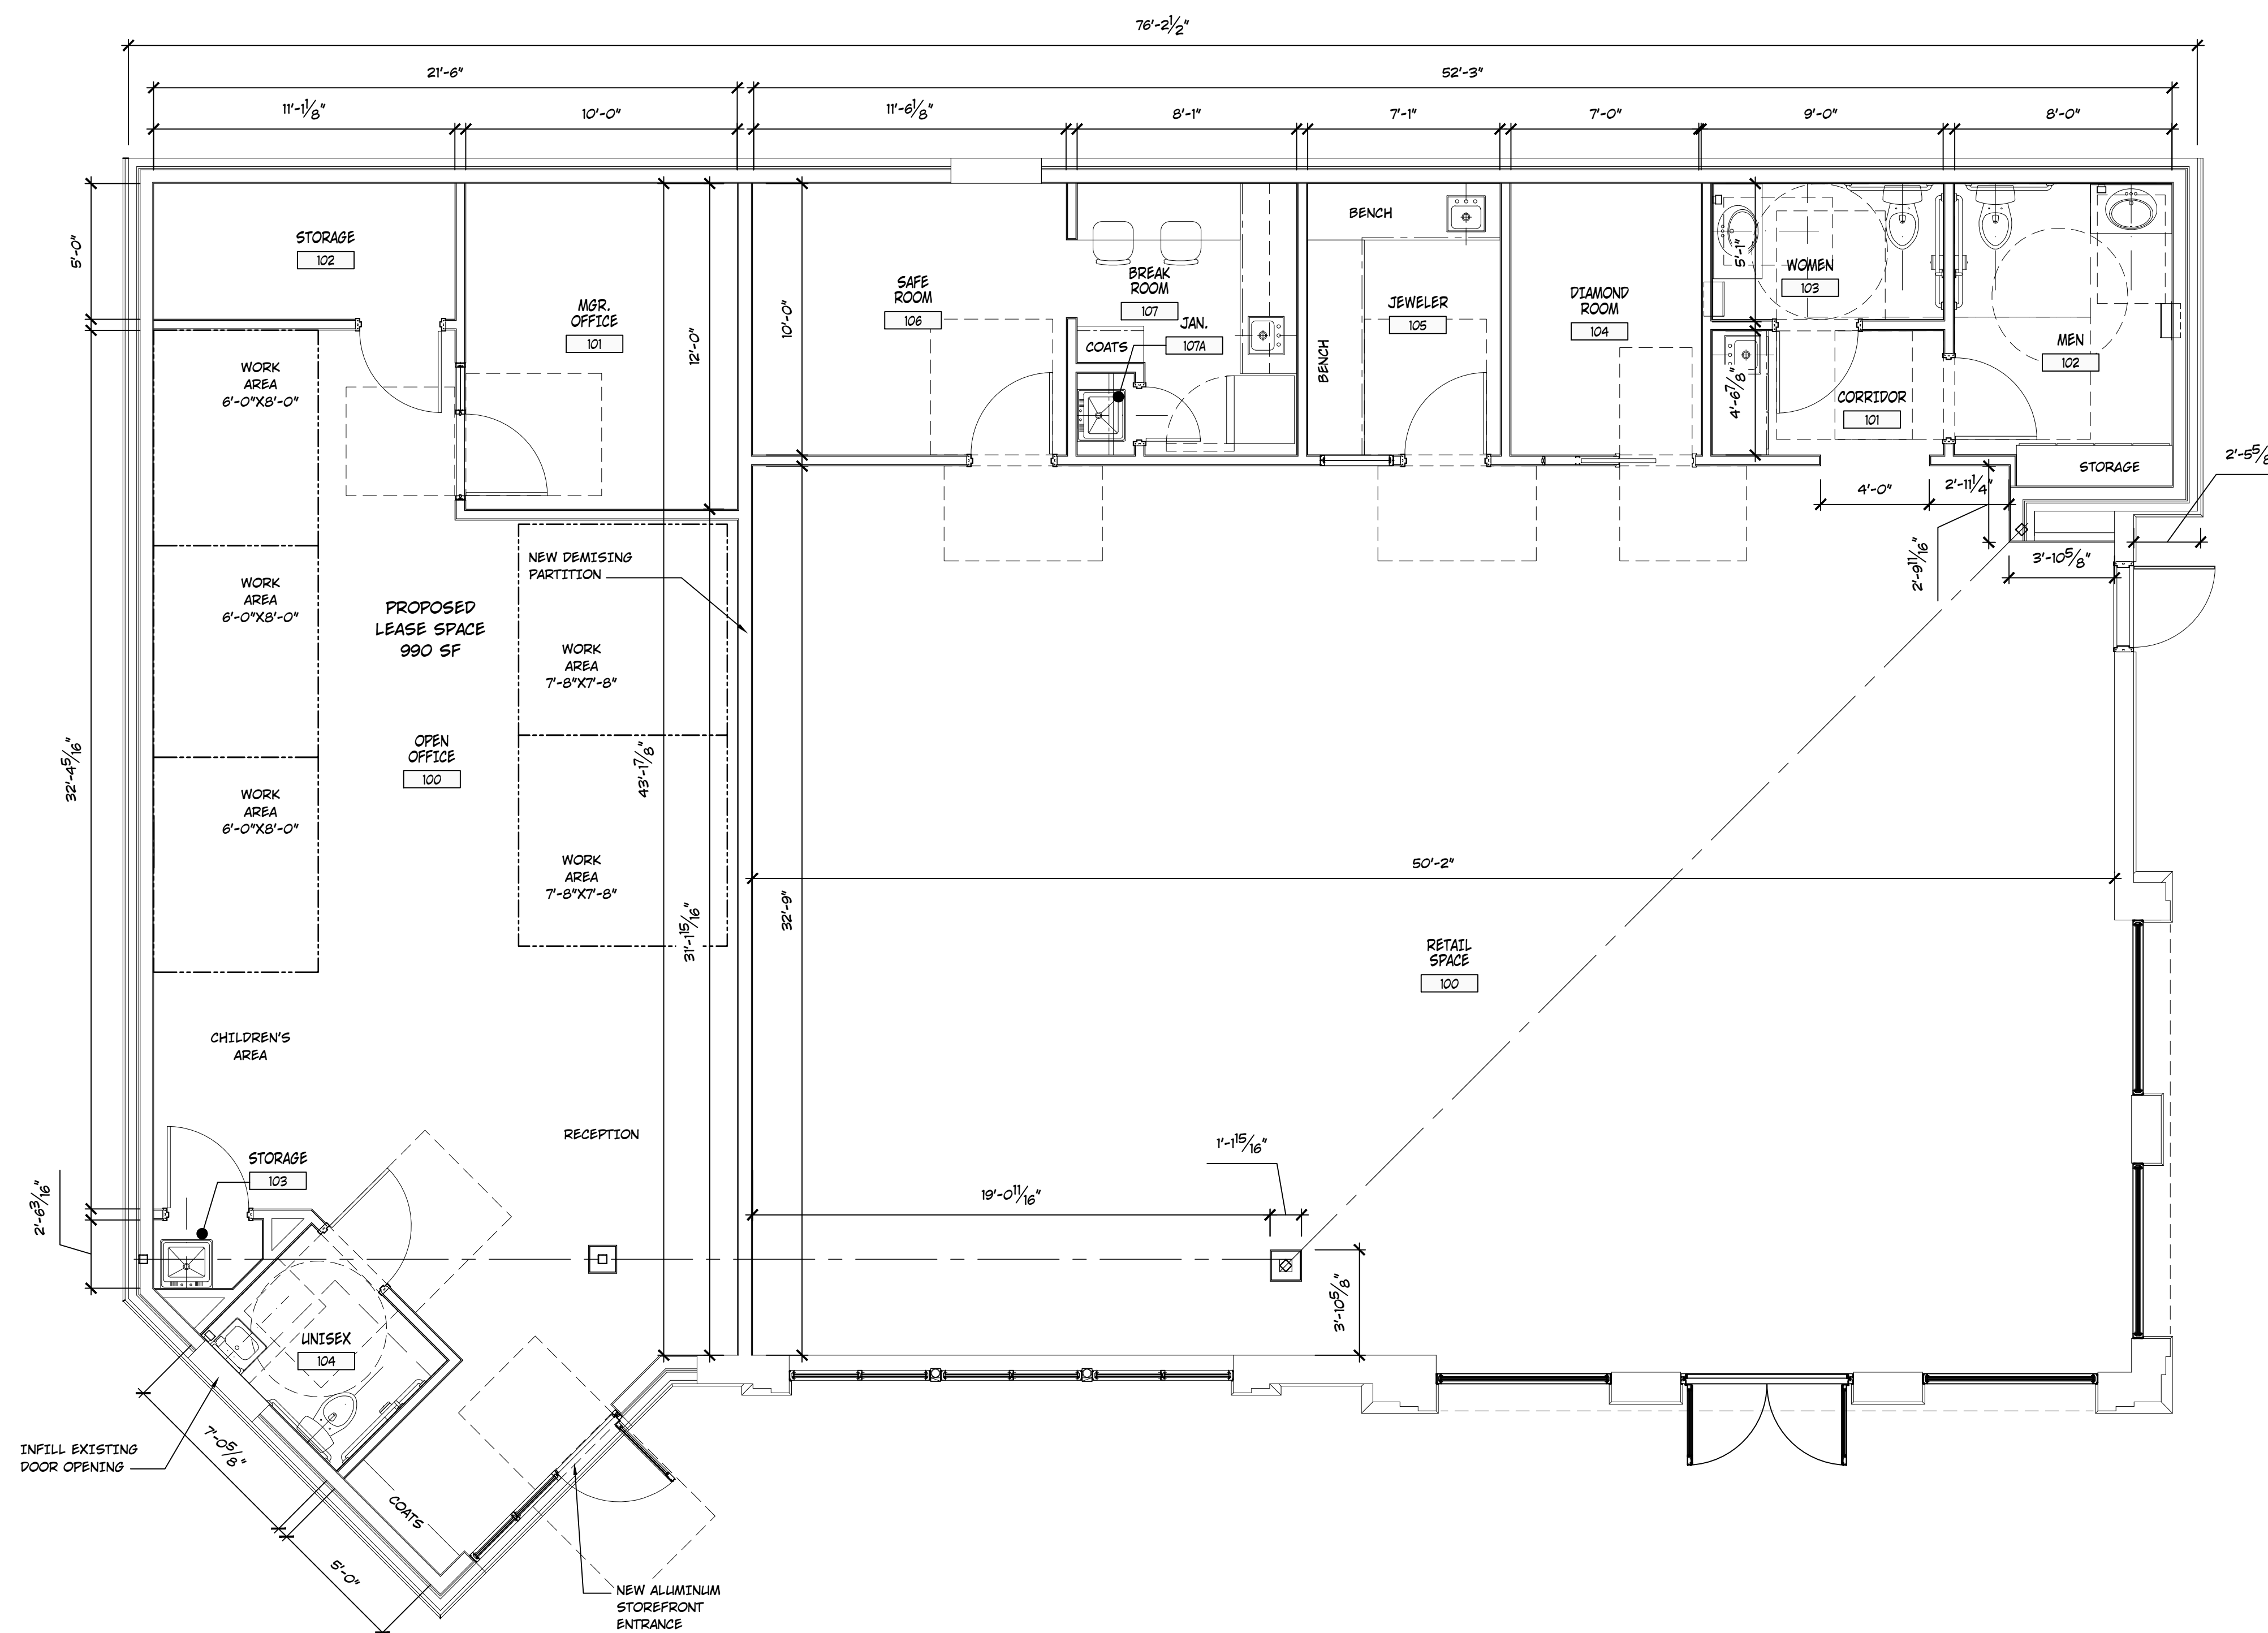 76'-2½"
21'-6"
52'-3"
11'-1⅛"
10'-0"
11'-6⅛"
8'-1"
7'-1"
7'-0"
9'-0"
8'-0"
5'-0"
STORAGE
102
MGR.
OFFICE
101
12'-0"
10'-0"
SAFE
ROOM
106
BREAK
ROOM
107
JAN.
107A
COATS
BENCH
BENCH
JEWELER
105
DIAMOND
ROOM
104
5'-1"
WOMEN
103
4'-6⅞"
CORRIDOR
101
MEN
102
STORAGE
4'-0"
2'-11¼"
2'-9¹¹⁄₁₆"
3'-10⅝"
WORK
AREA
6'-0"X8'-0"
WORK
AREA
6'-0"X8'-0"
WORK
AREA
6'-0"X8'-0"
NEW DEMISING
PARTITION
PROPOSED
LEASE SPACE
990 SF
WORK
AREA
7'-8"X7'-8"
OPEN
OFFICE
100
32'-4⁵⁄₁₆"
43'-1⅞"
WORK
AREA
7'-8"X7'-8"
31'-1¹⁵⁄₁₆"
32'-9"
50'-2"
RETAIL
SPACE
100
CHILDREN'S
AREA
RECEPTION
STORAGE
103
2'-6³⁄₁₆"
1'-1¹⁵⁄₁₆"
19'-0¹¹⁄₁₆"
3'-10⅝"
UNISEX
104
INFILL EXISTING
DOOR OPENING
7'-0⅝"
COATS
5'-0"
NEW ALUMINUM
STOREFRONT
ENTRANCE